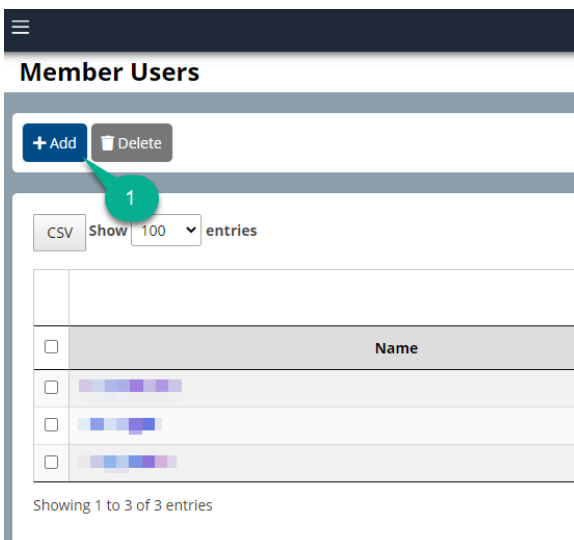 Member Users
+ Add Delete
1
CSV Show 100 entries
Name
Showing 1 to 3 of 3 entries